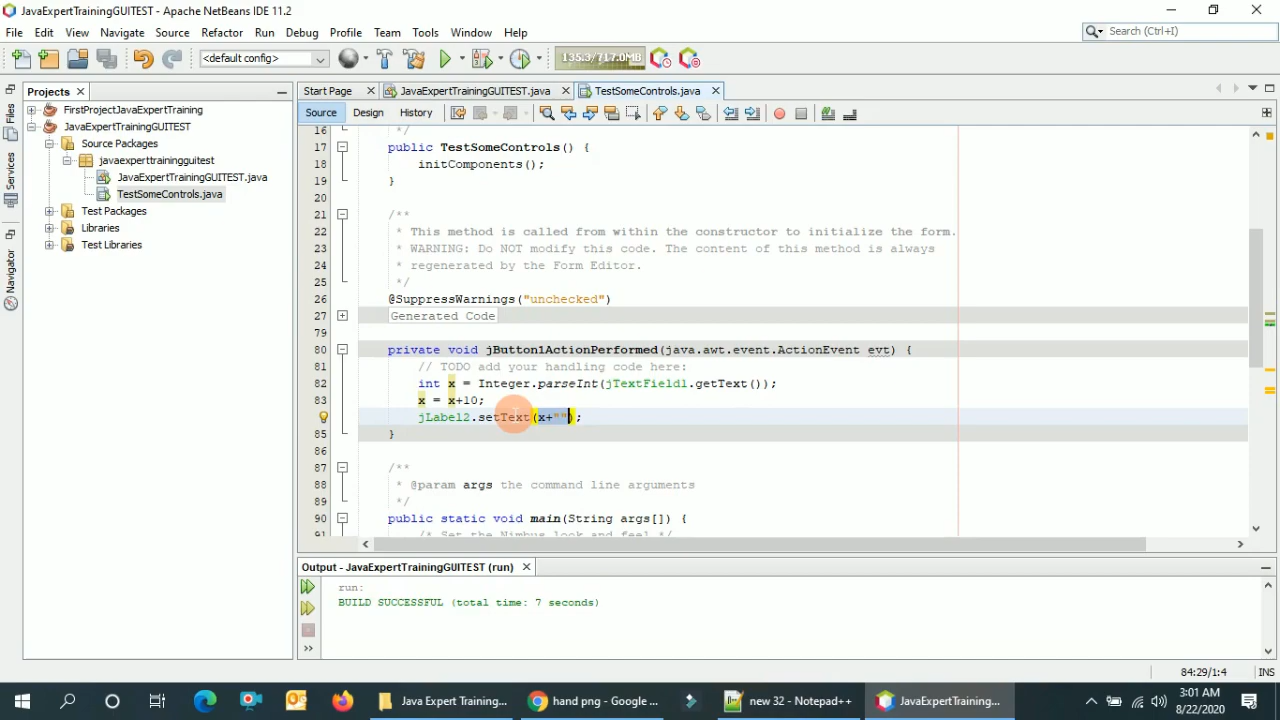 JavaExpertTrainingGUITEST - Apache NetBeans IDE 11.2
File Edit View Navigate Source Refactor Run Debug Profile Team Tools Window Help
Search (Ctrl+I)
<default config>
135.3/717.0MB
Projects
Files
Services
Navigator
FirstProjectJavaExpertTraining
JavaExpertTrainingGUITEST
Source Packages
javaexperttrainingguitest
JavaExpertTrainingGUITEST.java
TestSomeControls.java
Test Packages
Libraries
Test Libraries
Start Page JavaExpertTrainingGUITEST.java TestSomeControls.java
Source Design History
16 */
17 public TestSomeControls() {
18 initComponents();
19 }
20
21 /**
22 * This method is called from within the constructor to initialize the form.
23 * WARNING: Do NOT modify this code. The content of this method is always
24 * regenerated by the Form Editor.
25 */
26 @SuppressWarnings("unchecked")
27 Generated Code
79
80 private void jButton1ActionPerformed(java.awt.event.ActionEvent evt) {
81 // TODO add your handling code here:
82 int x = Integer.parseInt(jTextField1.getText());
83 x = x+10;
jLabel2.setText(x+"");
85 }
86
87 /**
88 * @param args the command line arguments
89 */
90 public static void main(String args[]) {
91 /* Set the Nimbus look and feel */
Output - JavaExpertTrainingGUITEST (run)
run:
BUILD SUCCESSFUL (total time: 7 seconds)
84:29/1:4 INS
Java Expert Training...
hand png - Google ...
new 32 - Notepad++
JavaExpertTraining...
3:01 AM
8/22/2020